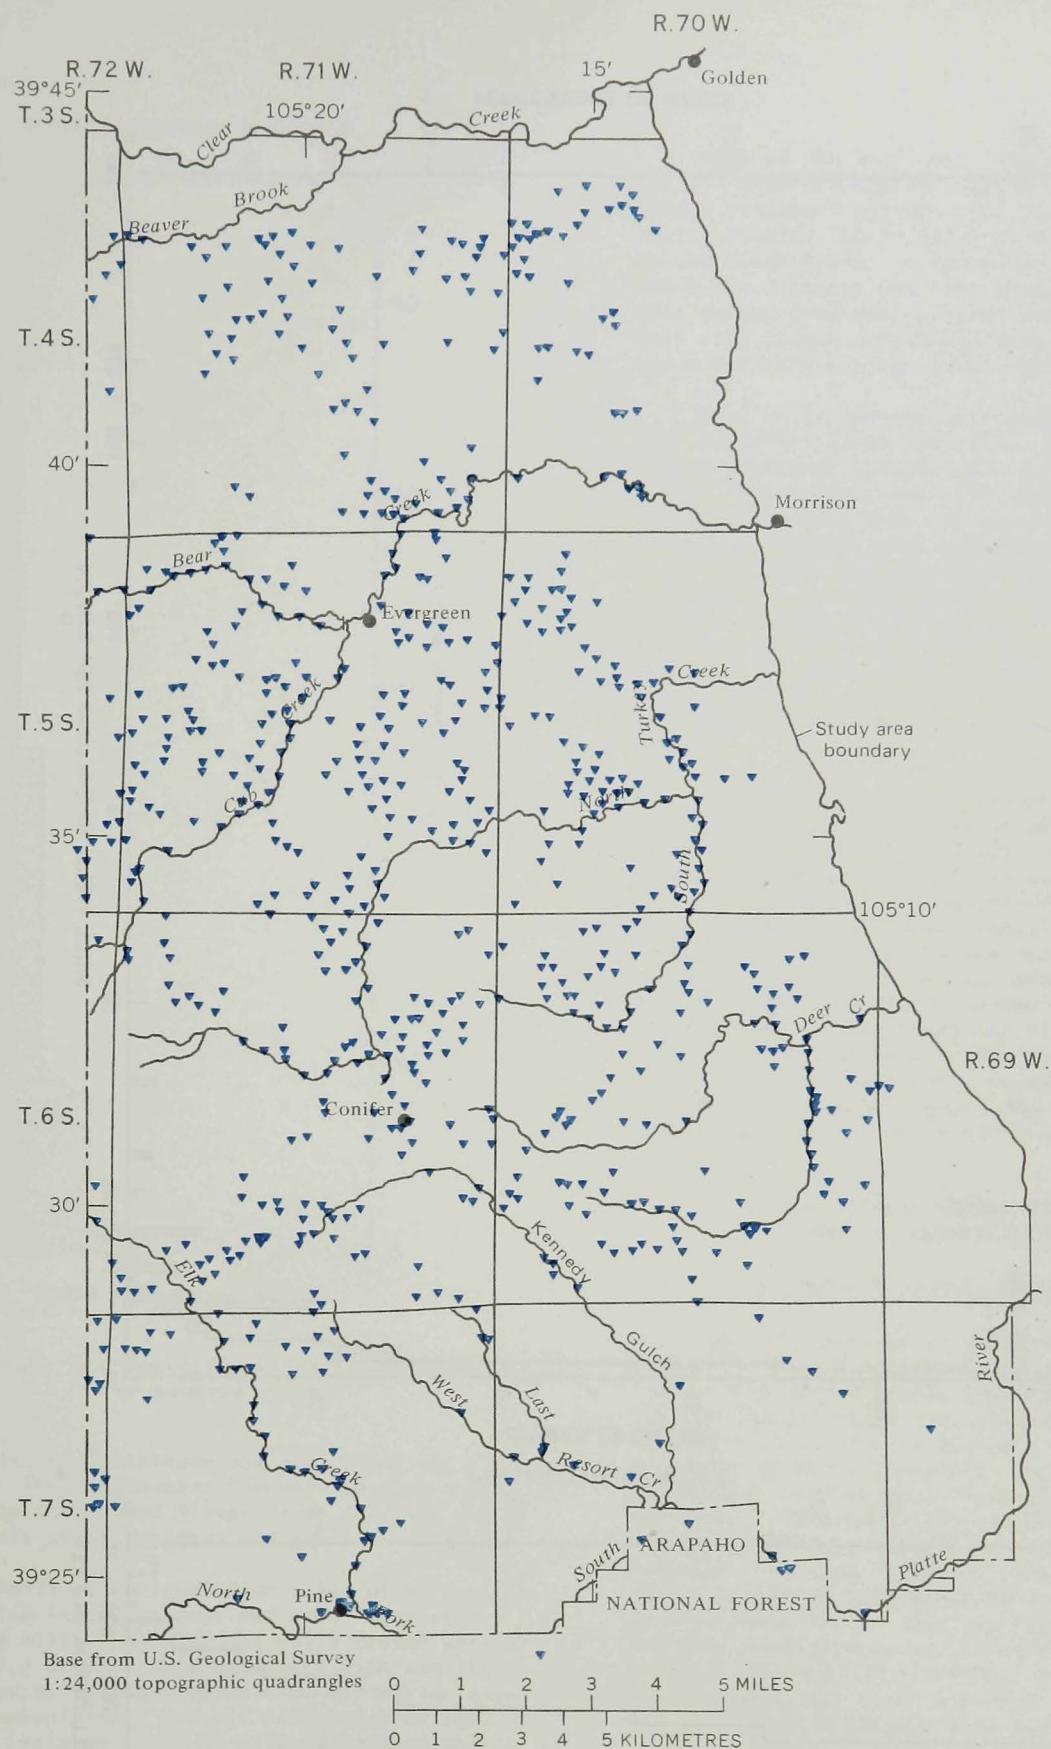 R.70 W.
R.72 W.
R.71 W.
15′
Golden
39°45′
T.3 S.
105°20′
Clear
Creek
Brook
Beaver
T.4 S.
40′
Creek
Morrison
Bear
Evergreen
Creek
Creek
Turkey
T.5 S.
Study area
boundary
Cub
North
35′
South
105°10′
Deer Cr
R.69 W.
Conifer
T.6 S.
30′
Kennedy
Elk
Gulch
River
West
Last
Creek
Resort Cr
T.7 S.
South
ARAPAHO
39°25′
Platte
North
Pine
Fork
NATIONAL FOREST
Base from U.S. Geological Survey
1:24,000 topographic quadrangles
0 1 2 3 4 5 MILES
0 1 2 3 4 5 KILOMETRES